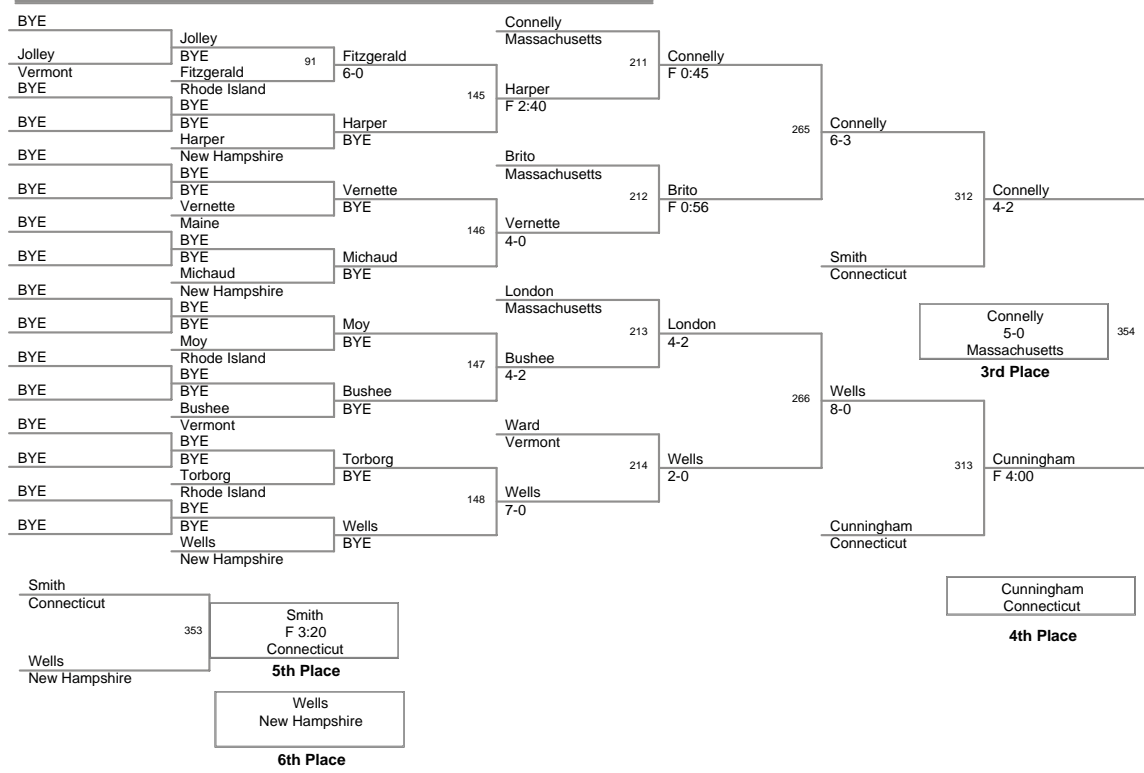 BYE
Jolley
Vermont
BYE
BYE
BYE
BYE
BYE
BYE
BYE
BYE
BYE
BYE
BYE
BYE
BYE
BYE
Jolley
BYE
Fitzgerald
Rhode Island
BYE
BYE
Harper
New Hampshire
BYE
BYE
Vernette
Maine
BYE
BYE
Michaud
New Hampshire
BYE
BYE
Moy
Rhode Island
BYE
BYE
Bushee
Vermont
BYE
BYE
Torborg
Rhode Island
BYE
BYE
Wells
New Hampshire
91
Fitzgerald
6-0
Harper
BYE
Vernette
BYE
Michaud
BYE
Moy
BYE
Bushee
BYE
Torborg
BYE
Wells
BYE
145
146
147
148
Connelly
Massachusetts
Harper
F 2:40
Brito
Massachusetts
Vernette
4-0
London
Massachusetts
Bushee
4-2
Ward
Vermont
Wells
7-0
211
212
213
214
Connelly
F 0:45
Brito
F 0:56
London
4-2
Wells
2-0
265
266
Connelly
6-3
Smith
Connecticut
Wells
8-0
Cunningham
Connecticut
312
313
Connelly
4-2
Cunningham
F 4:00
Connelly
5-0
Massachusetts
354
3rd Place
Cunningham
Connecticut
4th Place
Smith
Connecticut
Wells
New Hampshire
353
Smith
F 3:20
Connecticut
5th Place
Wells
New Hampshire
6th Place